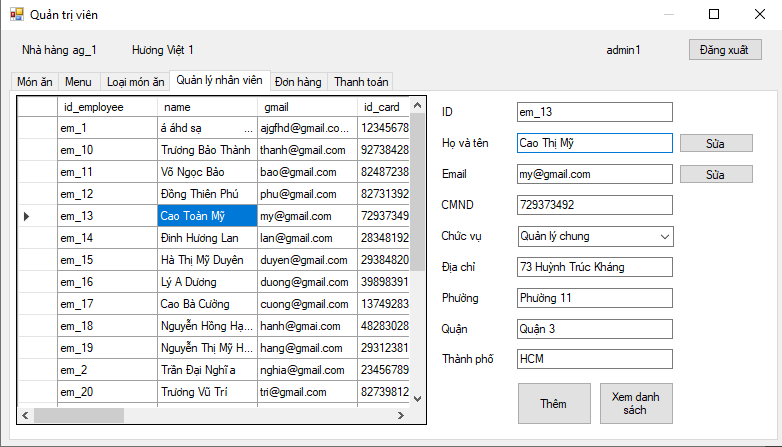 Quản trị viên
Nhà hàng ag_1 Hương Việt 1 admin1 Đăng xuất
Món ăn Menu Loại món ăn Quản lý nhân viên Đơn hàng Thanh toán
id_employee name gmail id_card
em_1 á áhd sạ ... ajgfhd@gmail.co... 12345678
em_10 Trương Bảo Thành thanh@gmail.com 92738428
em_11 Võ Ngọc Bảo bao@gmail.com 82487238
em_12 Đồng Thiên Phú phu@gmail.com 82731392
em_13 Cao Toàn Mỹ my@gmail.com 72937349
em_14 Đinh Hương Lan lan@gmail.com 28348192
em_15 Hà Thị Mỹ Duyên duyen@gmail.com 29384820
em_16 Lý A Dương duong@gmail.com 39898391
em_17 Cao Bà Cường cuong@gmail.com 13749283
em_18 Nguyễn Hồng Hạ... hanh@gmai.com 48283028
em_19 Nguyễn Thị Mỹ H... hang@gmail.com 29312381
em_2 Trần Đại Nghĩa nghia@gmail.com 23456789
em_20 Trương Vũ Trí tri@gmail.com 82739812
ID em_13
Họ và tên Cao Thị Mỹ Sửa
Email my@gmail.com Sửa
CMND 729373492
Chức vụ Quản lý chung
Địa chỉ 73 Huỳnh Trúc Kháng
Phường Phường 11
Quận Quận 3
Thành phố HCM
Thêm Xem danh
sách